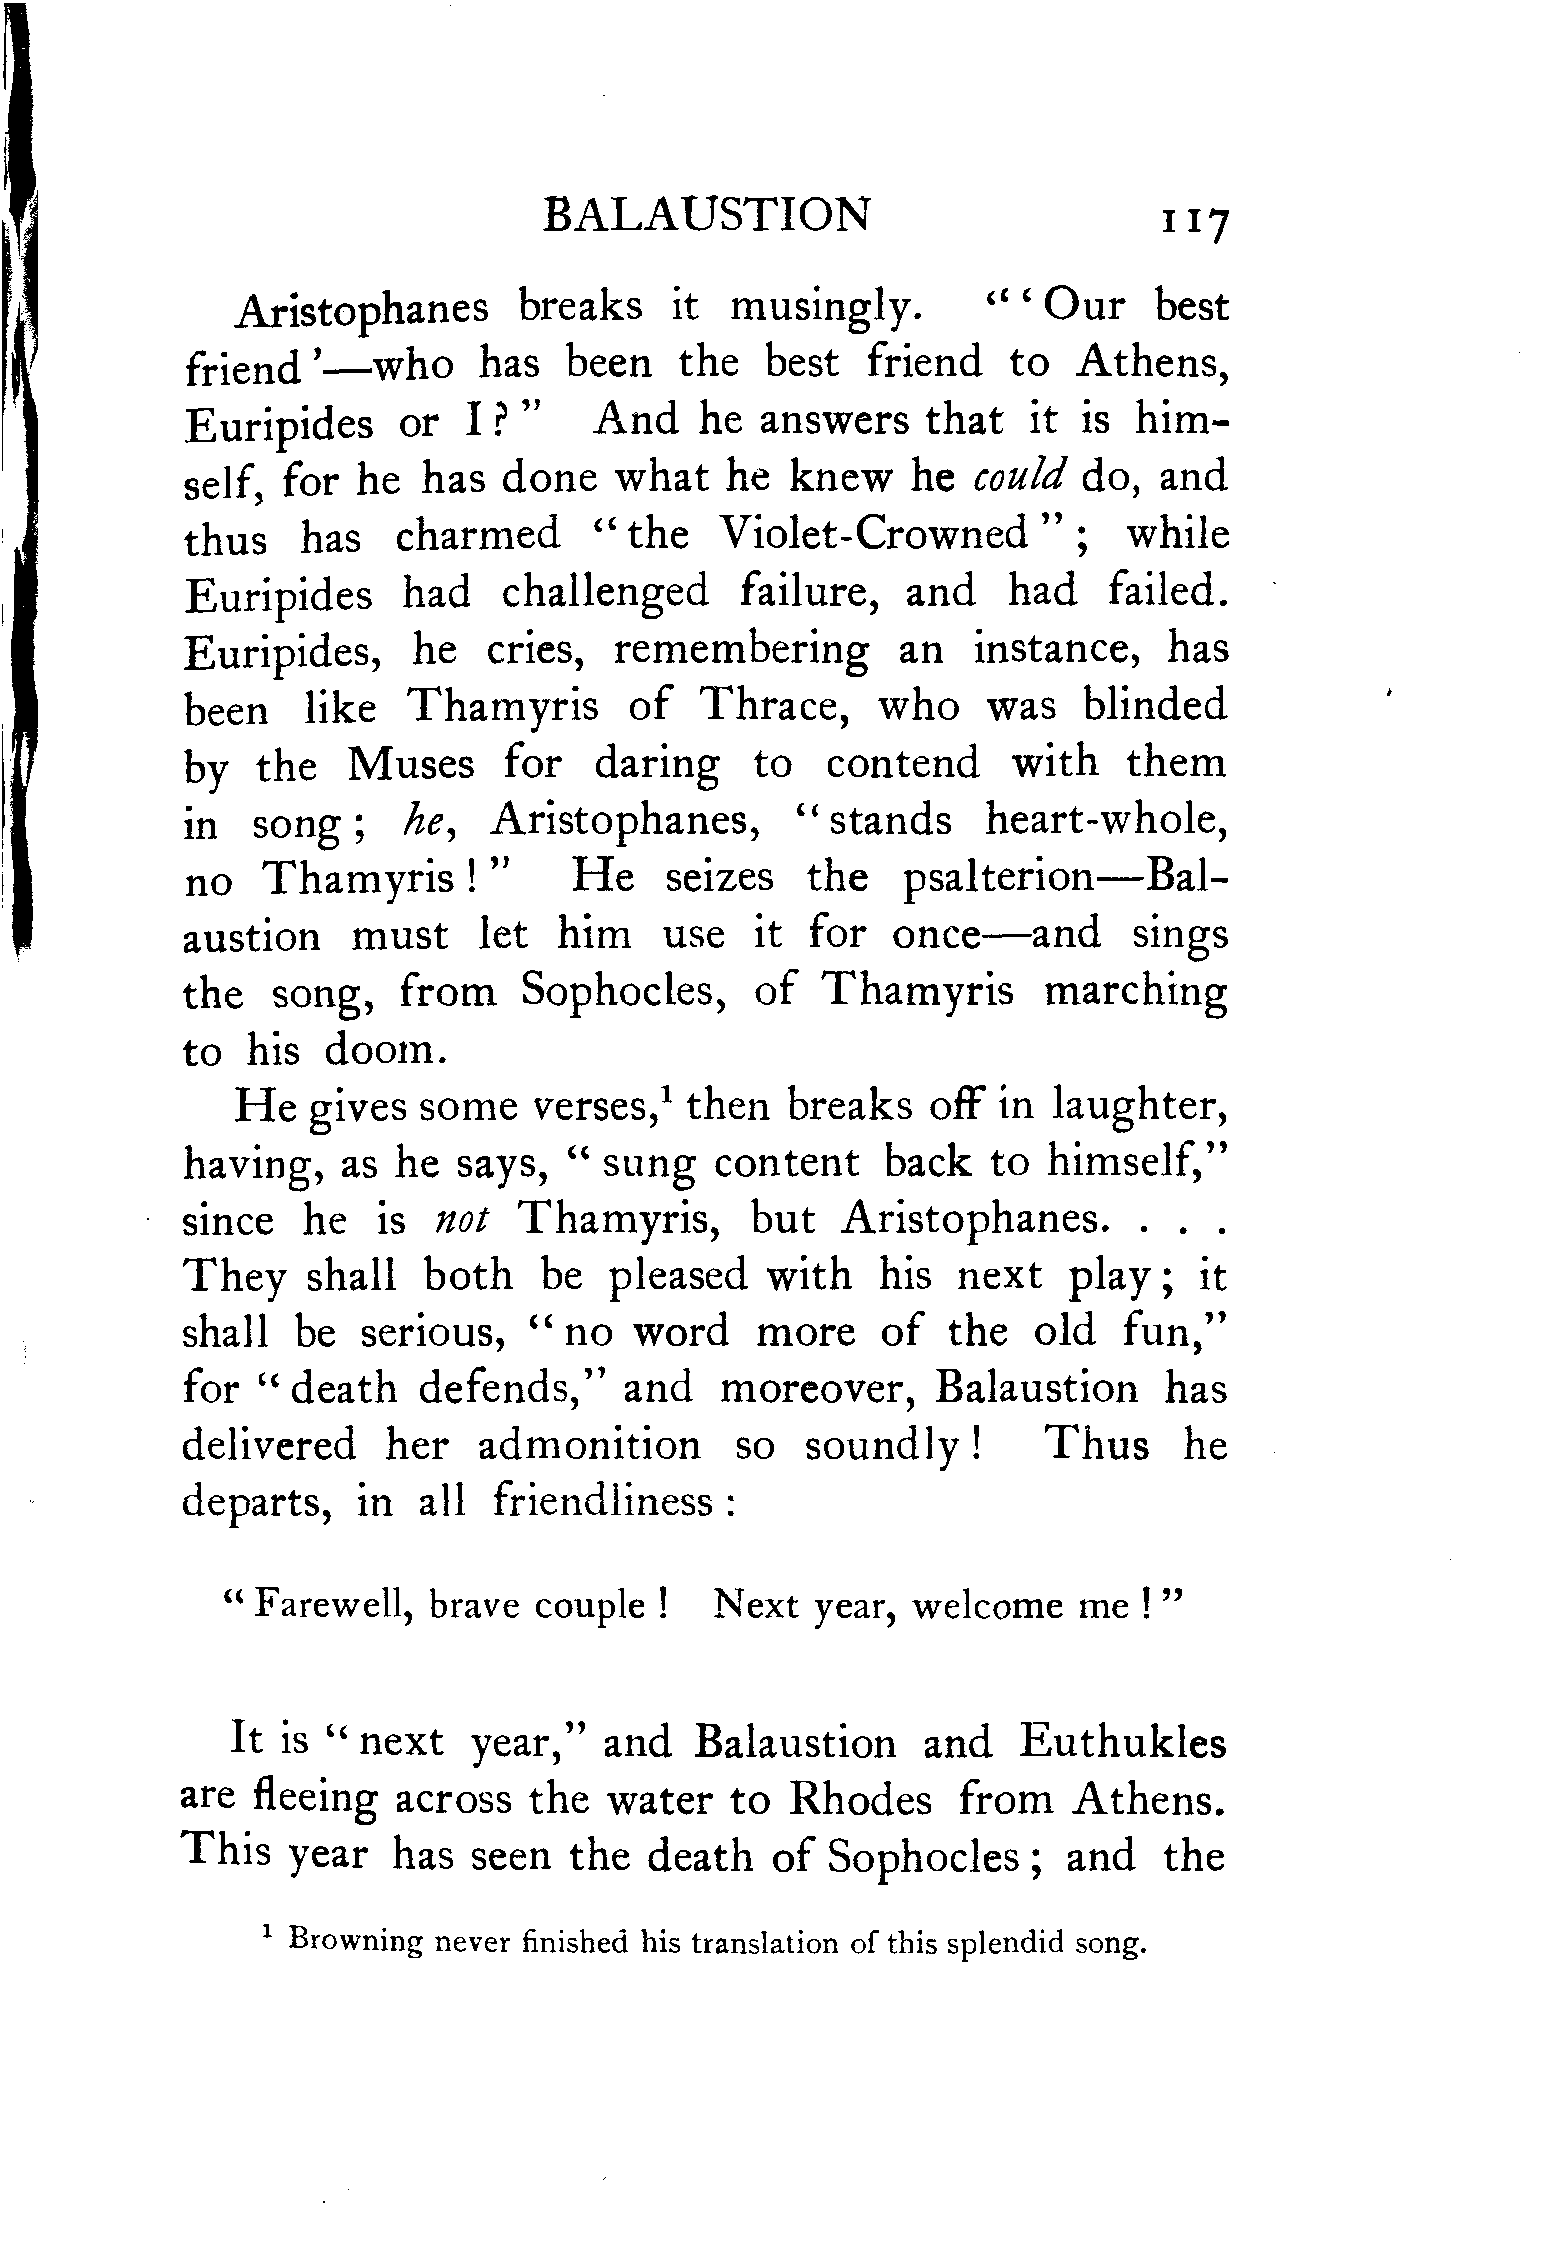 BALAUSTION 117
Aristophanes breaks it musingly. "'Our best
friend'—who has been the best friend to Athens,
Euripides or I?" And he answers that it is him-
self, for he has done what he knew he could do, and
thus has charmed "the Violet-Crowned"; while
Euripides had challenged failure, and had failed.
Euripides, he cries, remembering an instance, has
been like Thamyris of Thrace, who was blinded
by the Muses for daring to contend with them
in song; he, Aristophanes, "stands heart-whole,
no Thamyris!" He seizes the psalterion—Bal-
austion must let him use it for once—and sings
the song, from Sophocles, of Thamyris marching
to his doom.
He gives some verses,¹ then breaks off in laughter,
having, as he says, "sung content back to himself,"
since he is not Thamyris, but Aristophanes. . . .
They shall both be pleased with his next play; it
shall be serious, "no word more of the old fun,"
for "death defends," and moreover, Balaustion has
delivered her admonition so soundly! Thus he
departs, in all friendliness:
"Farewell, brave couple! Next year, welcome me!"
It is "next year," and Balaustion and Euthukles
are fleeing across the water to Rhodes from Athens.
This year has seen the death of Sophocles; and the
¹ Browning never finished his translation of this splendid song.